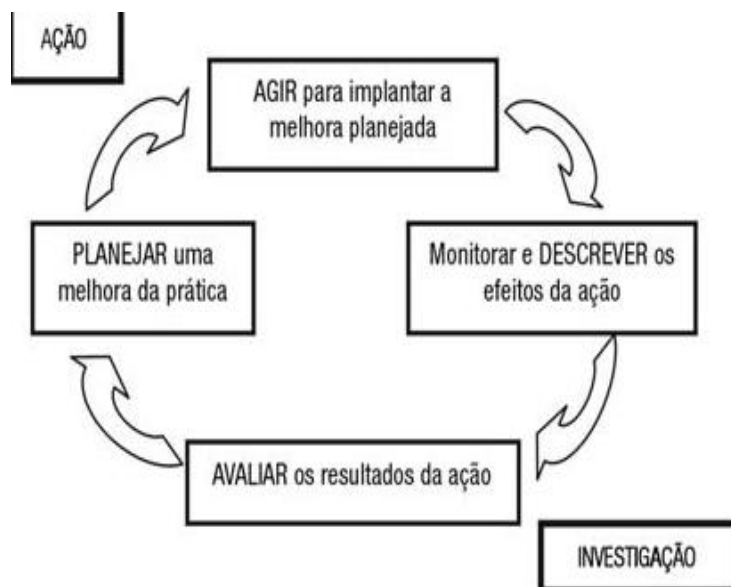 AÇÃO
AGIR para implantar a
melhora planejada
PLANEJAR uma
melhora da prática
Monitorar e DESCREVER os
efeitos da ação
AVALIAR os resultados da ação
INVESTIGAÇÃO